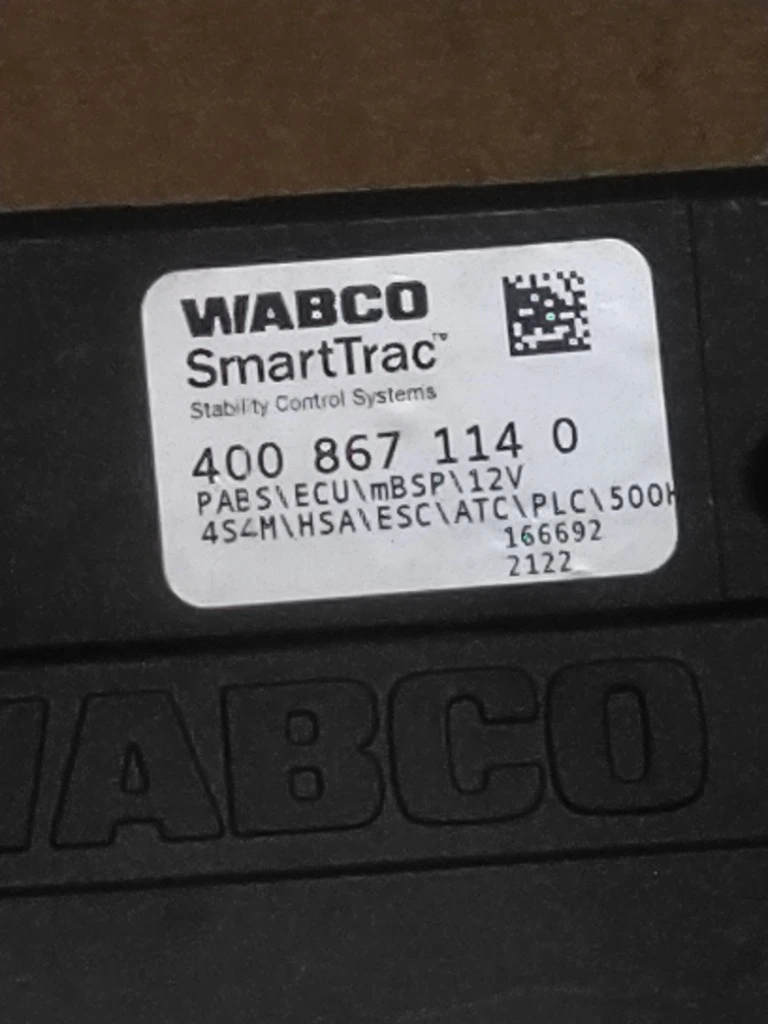 WABCO
SmartTrac™
Stability Control Systems
400 867 114 0
PABS\ECU\mBSP\12V
4S4M\HSA\ESC\ATC\PLC\500K
166692
2122
WABCO